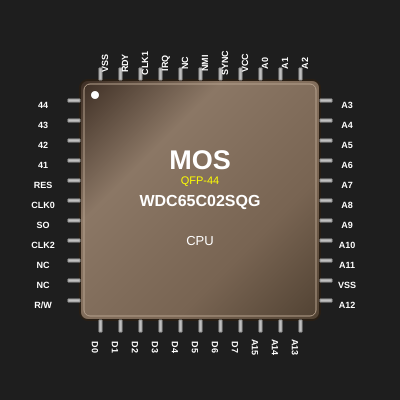 VSS RDY CLK1 IRQ NC NMI SYNC VCC A0 A1 A2
44
43
42
41
RES
CLK0
SO
CLK2
NC
NC
R/W
MOS
QFP-44
WDC65C02SQG
CPU
A3
A4
A5
A6
A7
A8
A9
A10
A11
VSS
A12
D0 D1 D2 D3 D4 D5 D6 D7 A15 A14 A13